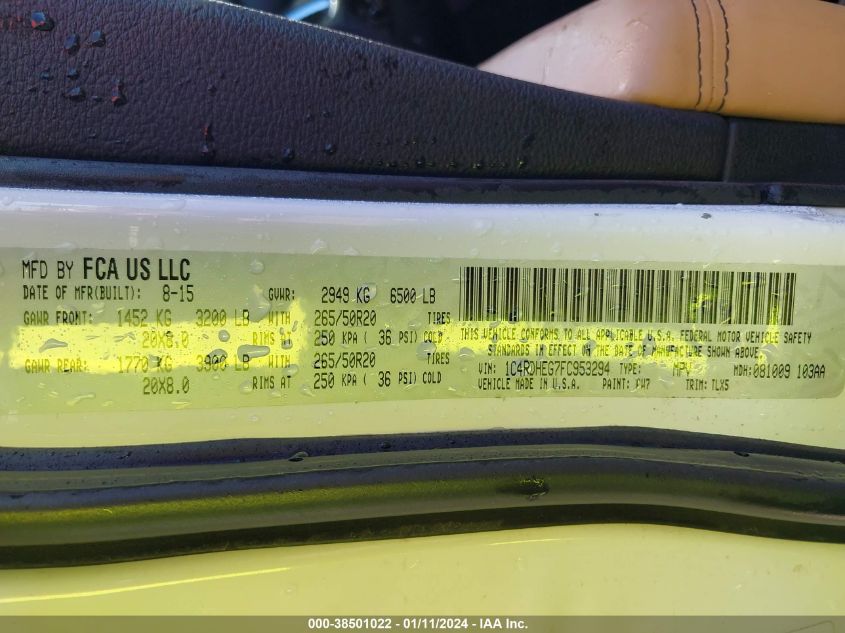 MFD BY FCA US LLC
DATE OF MFR(BUILT): 8-15 GVWR: 2949 KG 6500 LB
GAWR FRONT: 1452 KG 3200 LB WITH 265/50R20 TIRES
20X8.0 RIMS AT 250 KPA ( 36 PSI) COLD
GAWR REAR: 1770 KG 3900 LB WITH 265/50R20 TIRES
20X8.0 RIMS AT 250 KPA ( 36 PSI) COLD
THIS VEHICLE CONFORMS TO ALL APPLICABLE U.S.A. FEDERAL MOTOR VEHICLE SAFETY
STANDARDS IN EFFECT ON THE DATE OF MANUFACTURE SHOWN ABOVE.
VIN: 1C4RDHEG7FC953294 TYPE: MPV MDH: 081009 103AA
VEHICLE MADE IN U.S.A. PAINT: PW7 TRIM: TLX5
000-38501022 - 01/11/2024 - IAA Inc.